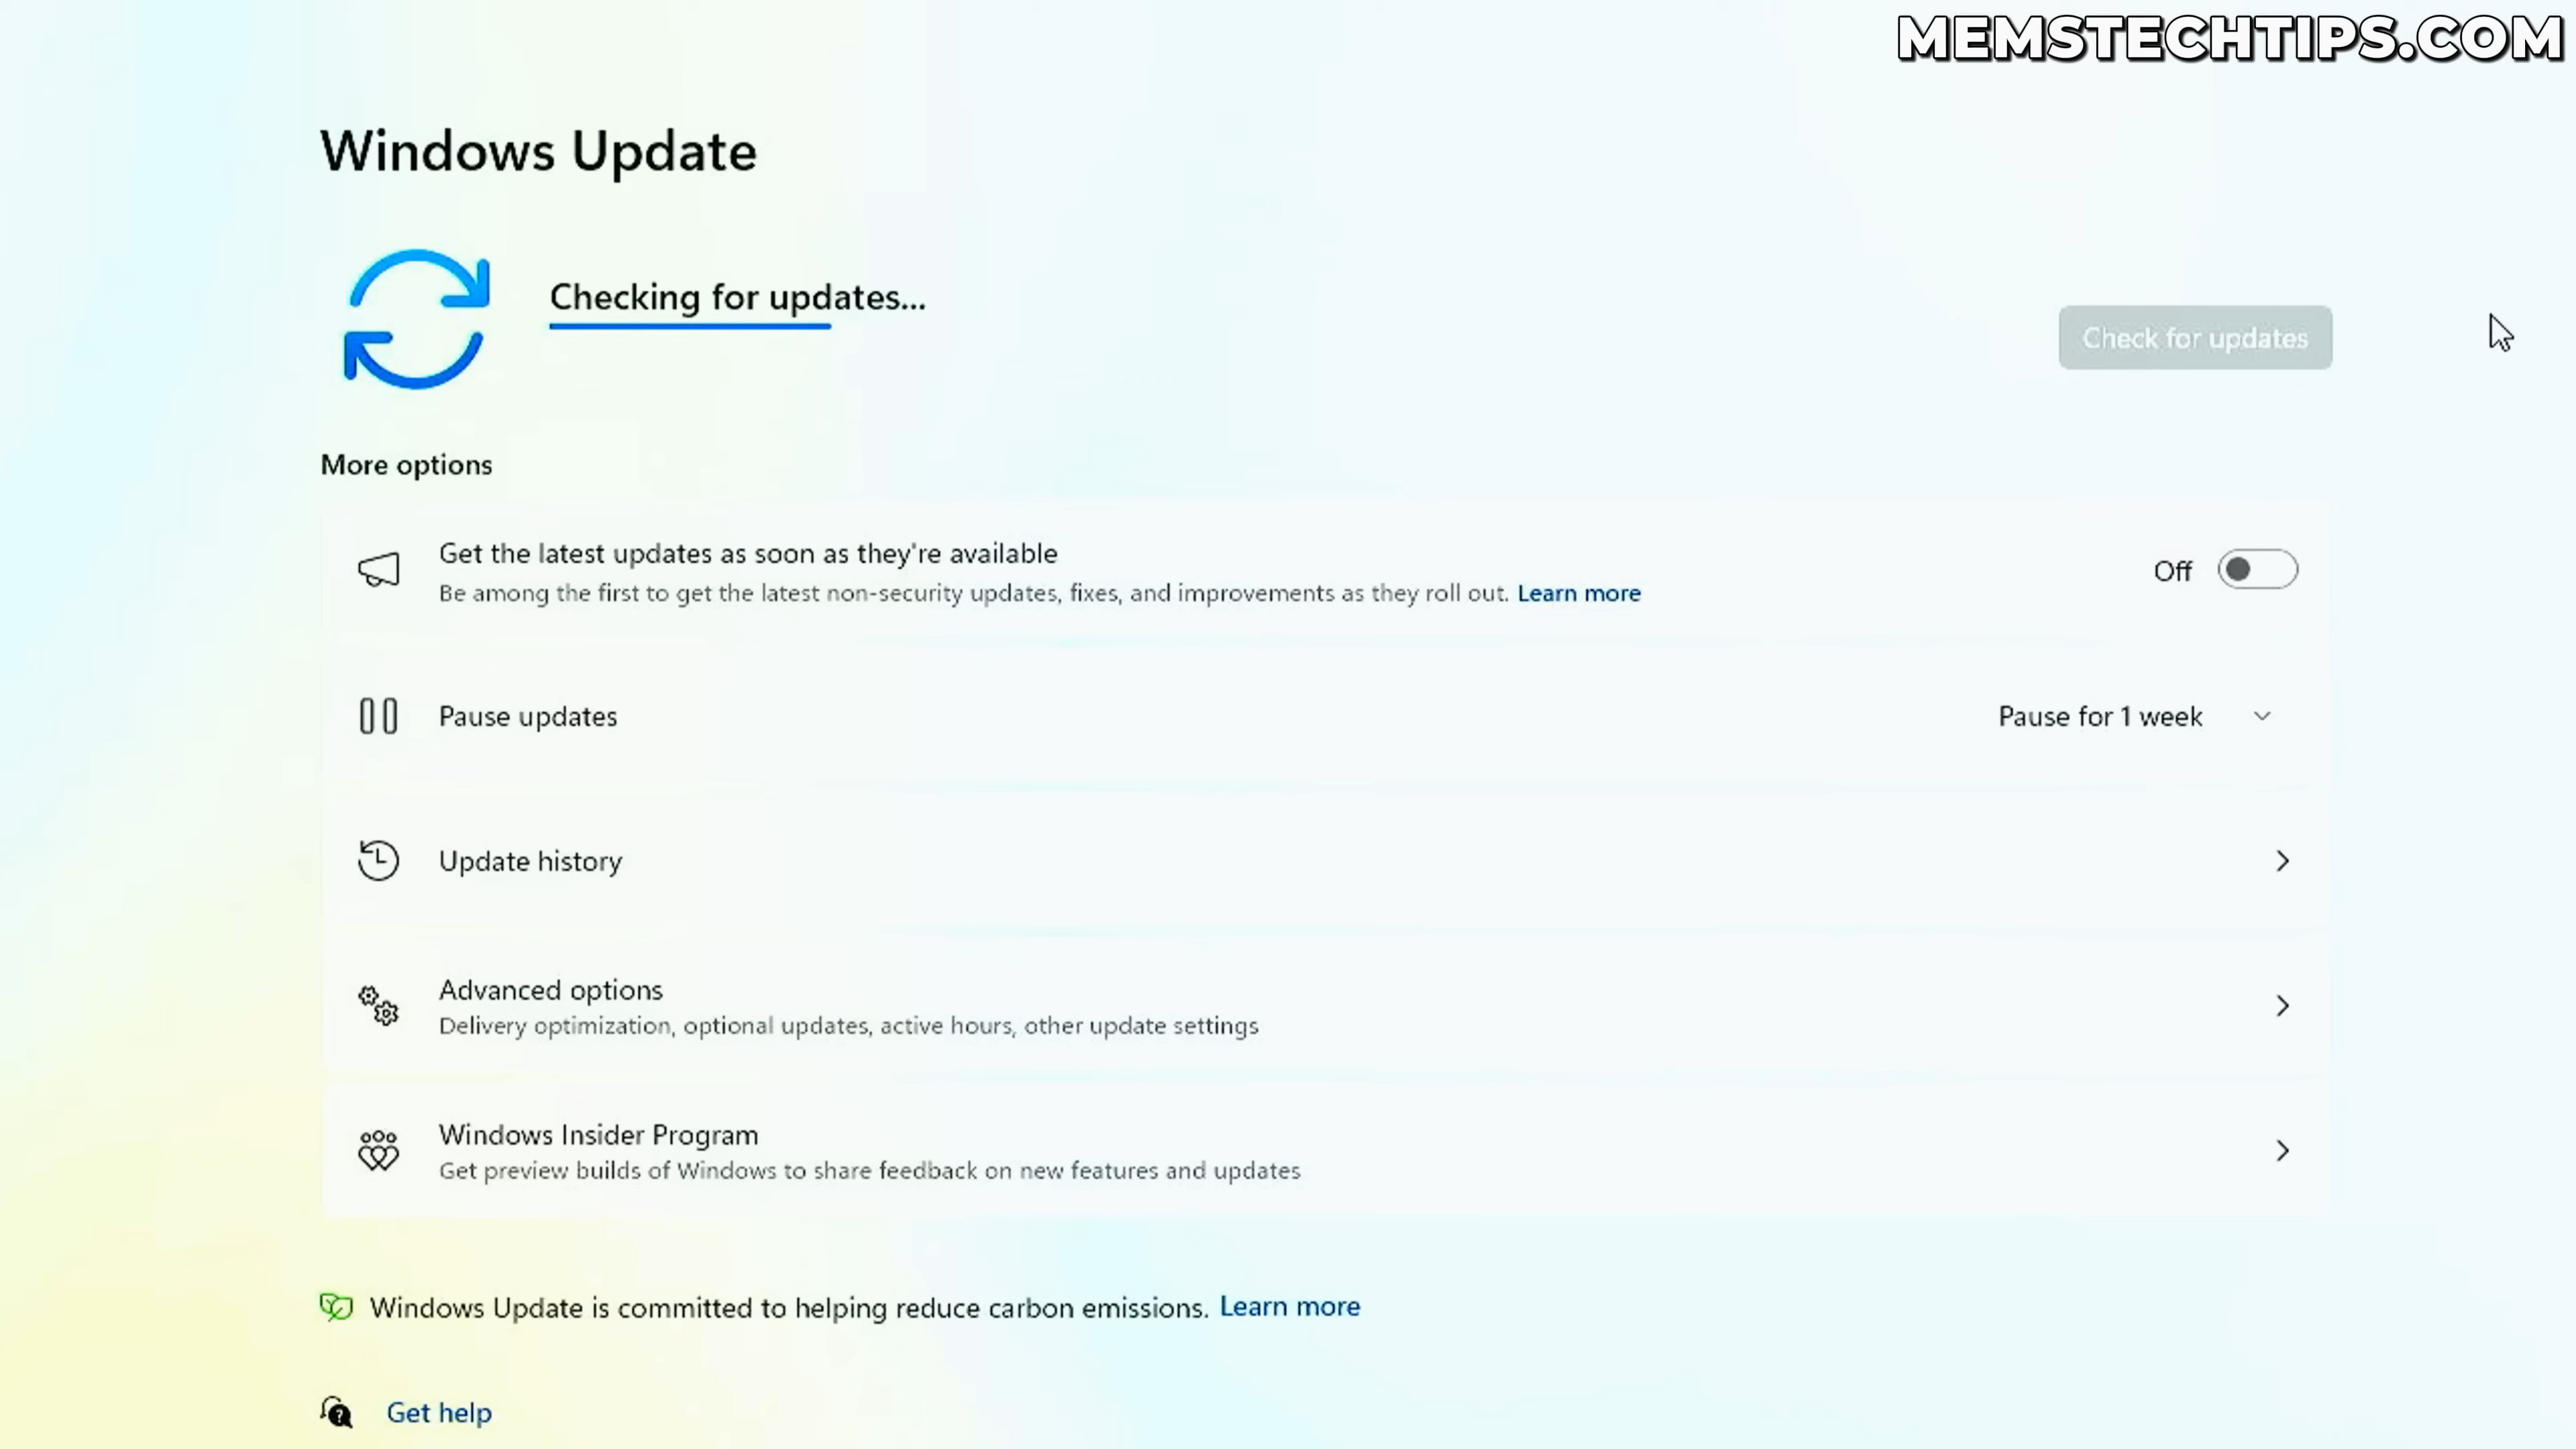 MEMSTECHTIPS.COM
Windows Update
Checking for updates...
Check for updates
More options
Get the latest updates as soon as they're available
Be among the first to get the latest non-security updates, fixes, and improvements as they roll out. Learn more
Off
Pause updates
Pause for 1 week
Update history
Advanced options
Delivery optimization, optional updates, active hours, other update settings
Windows Insider Program
Get preview builds of Windows to share feedback on new features and updates
Windows Update is committed to helping reduce carbon emissions. Learn more
Get help